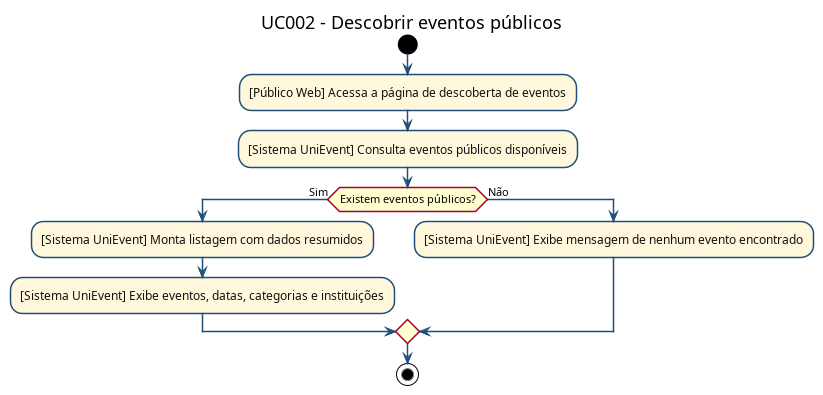 UC002 - Descobrir eventos públicos
[Público Web] Acessa a página de descoberta de eventos
[Sistema UniEvent] Consulta eventos públicos disponíveis
Sim
Existem eventos públicos?
Não
[Sistema UniEvent] Monta listagem com dados resumidos
[Sistema UniEvent] Exibe mensagem de nenhum evento encontrado
[Sistema UniEvent] Exibe eventos, datas, categorias e instituições